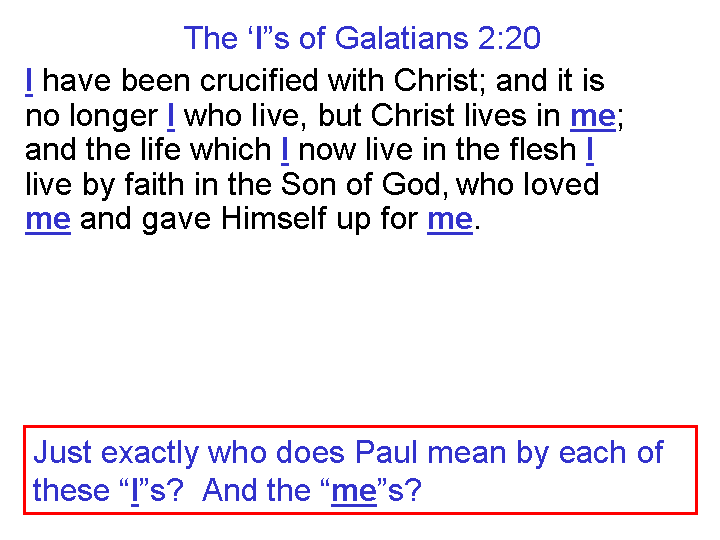 The ‘I”s of Galatians 2:20
I have been crucified with Christ; and it is
no longer I who live, but Christ lives in me;
and the life which I now live in the flesh I
live by faith in the Son of God, who loved
me and gave Himself up for me.
Just exactly who does Paul mean by each of
these “I”s?  And the “me”s?